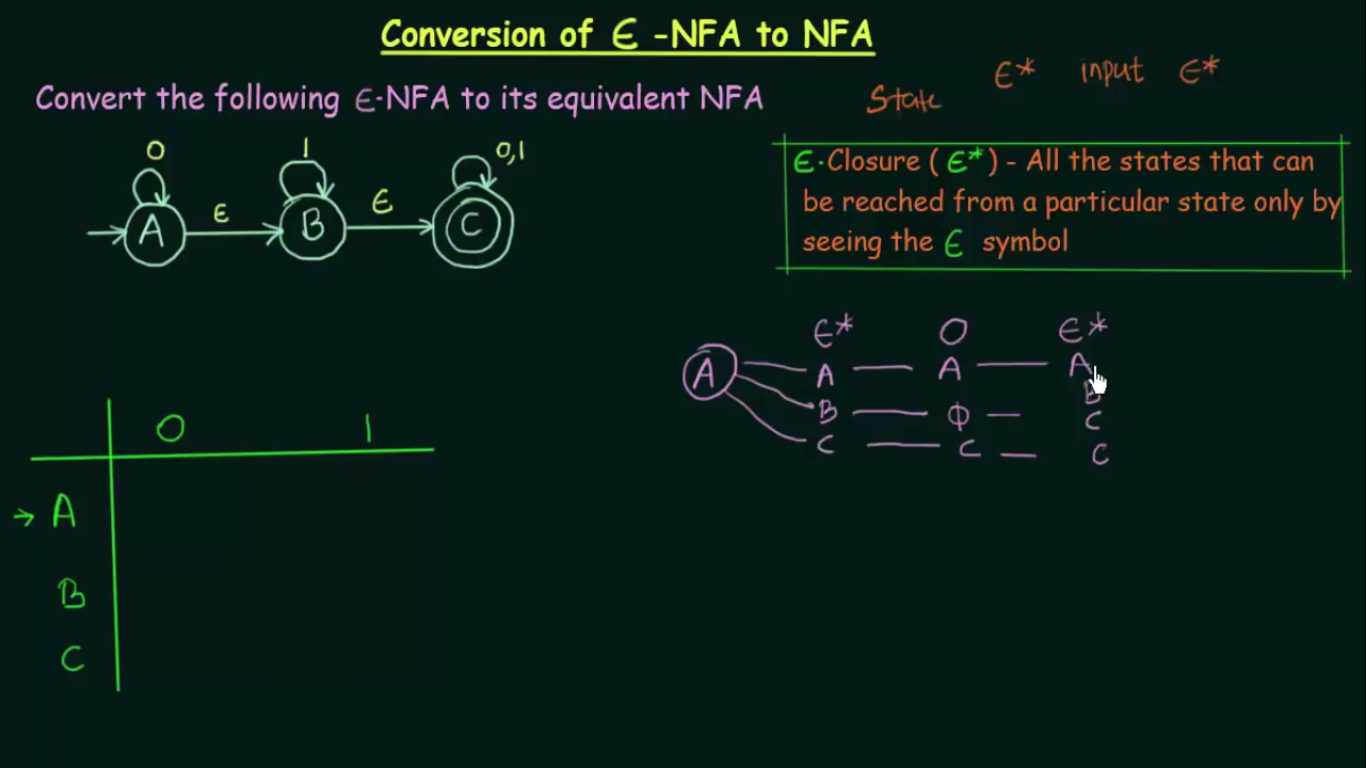 Conversion of ϵ -NFA to NFA
Convert the following ϵ-NFA to its equivalent NFA
State ϵ* input ϵ*
ϵ-Closure ( ϵ* ) - All the states that can
be reached from a particular state only by
seeing the ϵ symbol
0 1 0,1
A ϵ B ϵ C
ϵ* 0 ϵ*
A A A A
B
B Φ C
C C C
0 1
→ A
B
C